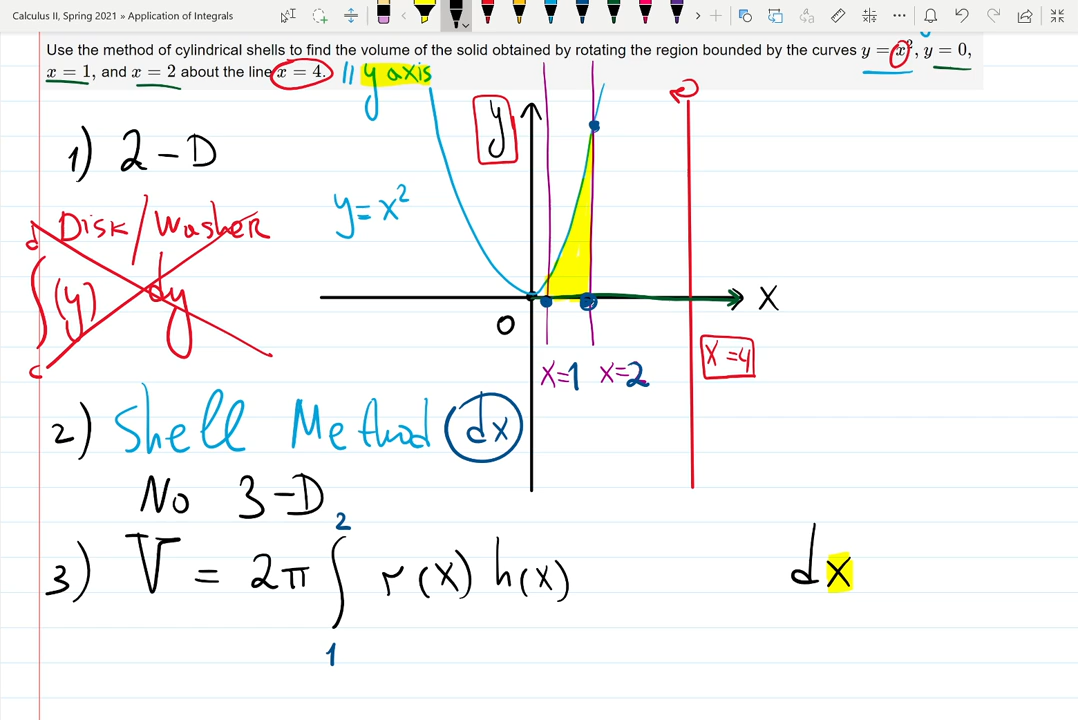 Calculus II, Spring 2021 » Application of Integrals
Use the method of cylindrical shells to find the volume of the solid obtained by rotating the region bounded by the curves y = x², y = 0,
x = 1, and x = 2 about the line x = 4. || y axis
1) 2-D
y
Disk/Washer
y = x²
d
∫ (y) dy
c
X
0
x=1 x=2
x=4
2) Shell Method dx
No 3-D
2
3) V = 2π ∫ r(x) h(x) dx
1